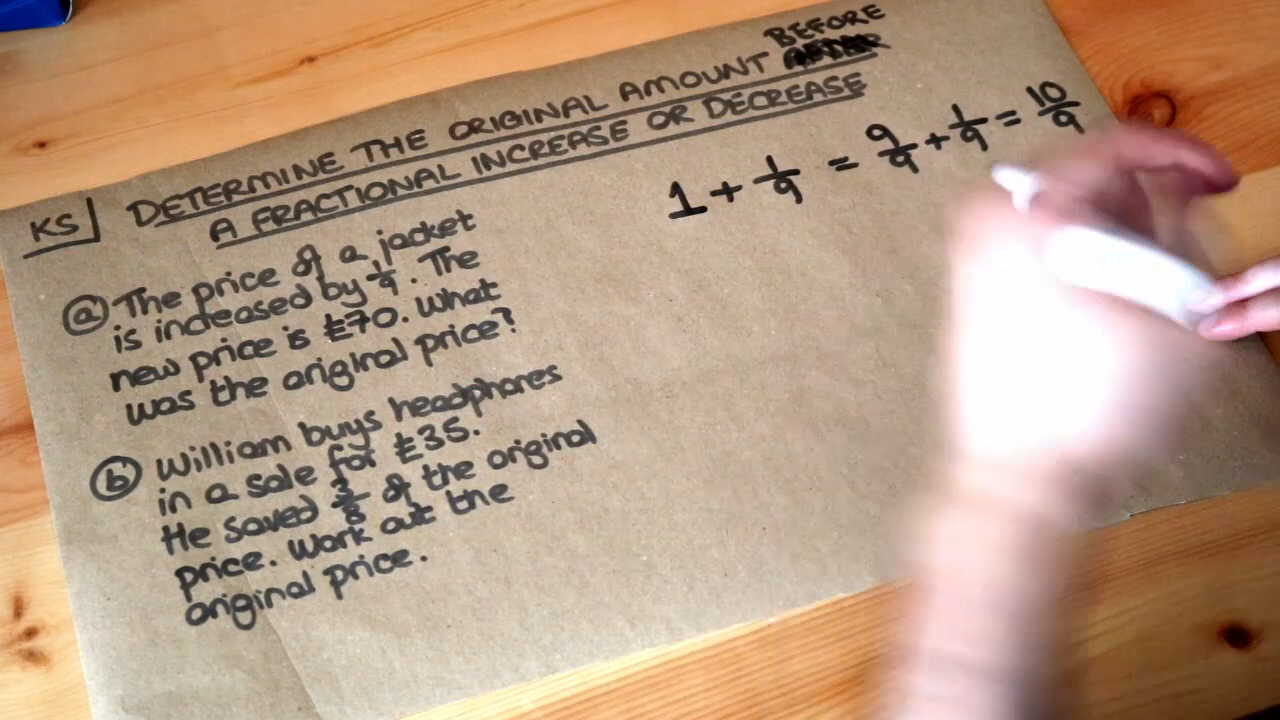 BEFORE
DETERMINE THE ORIGINAL AMOUNT
KS A FRACTIONAL INCREASE OR DECREASE
1 + 1/9 = 9/9 + 1/9 = 10/9
a The price of a jacket
is increased by 1/9. The
new price is £70. What
was the original price?
b William buys headphones
in a sale for £35.
He saved 3/8 of the original
price. Work out the
original price.